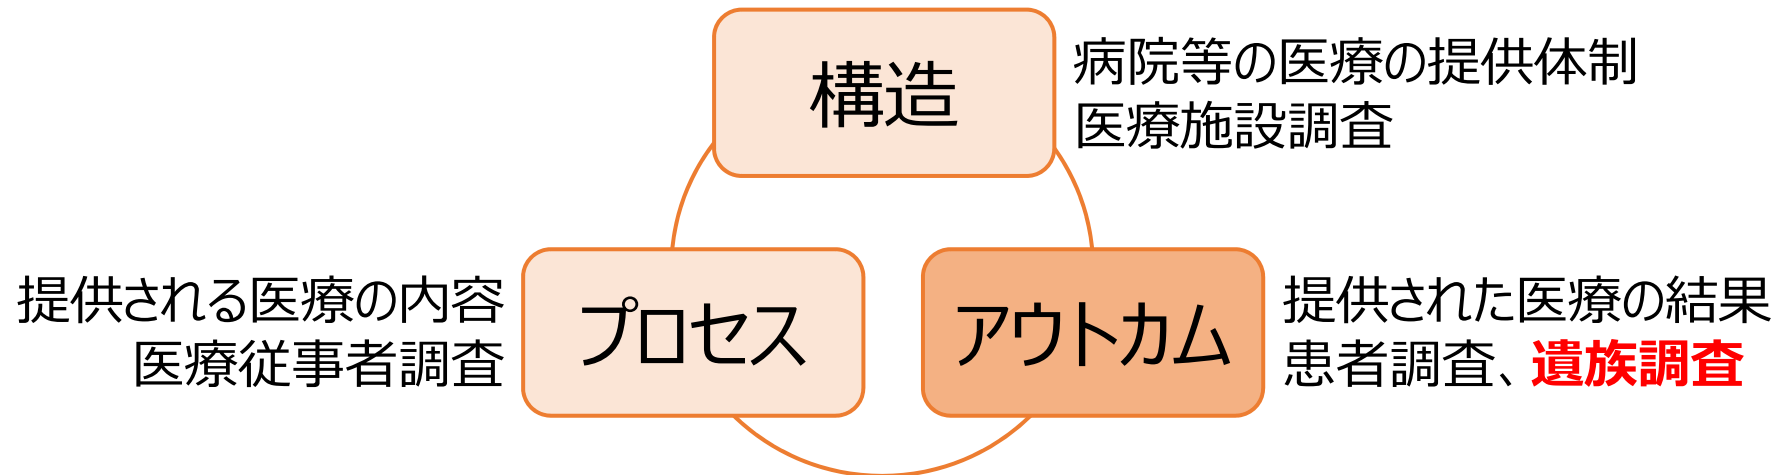 構造
病院等の医療の提供体制
医療施設調査
提供される医療の内容
医療従事者調査
プロセス
アウトカム
提供された医療の結果
患者調査、遺族調査